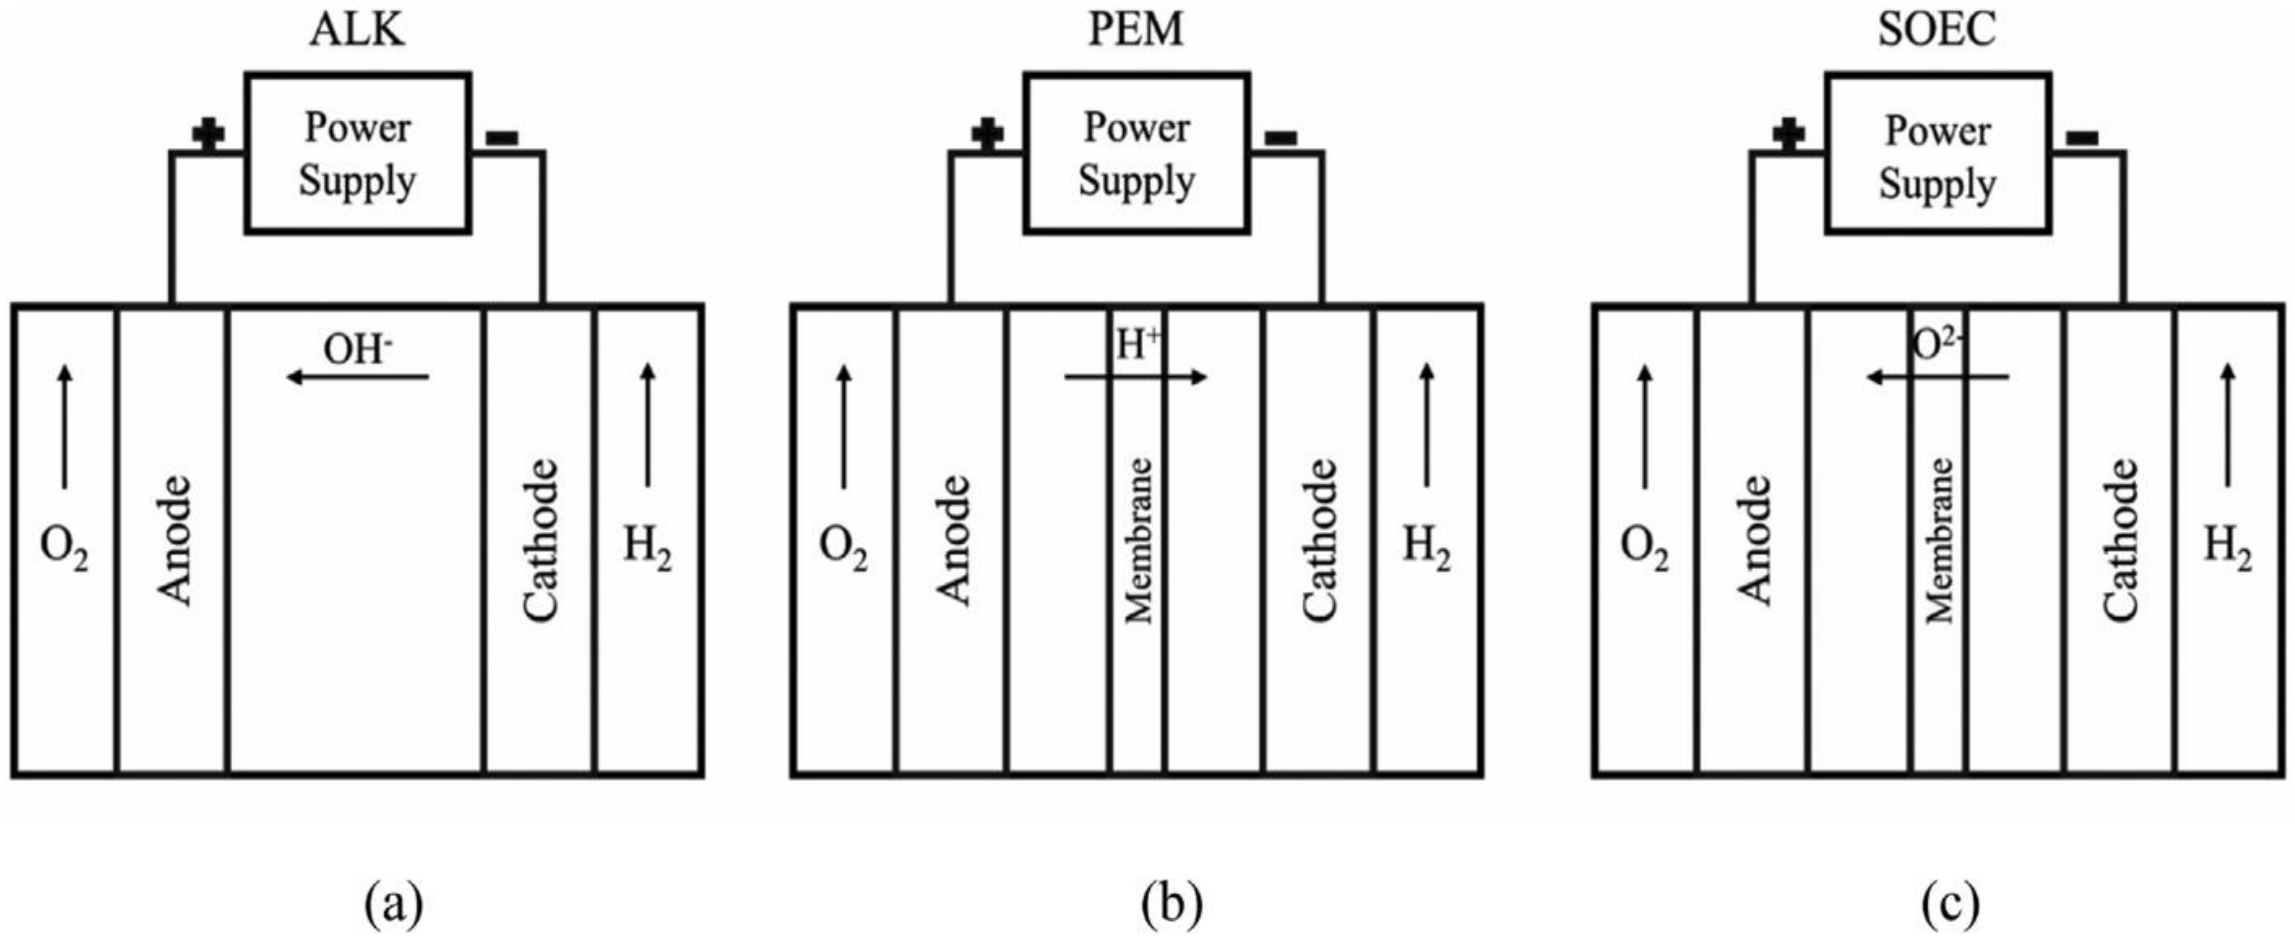 ALK
Power
Supply
+
-
OH-
O2
Anode
Cathode
H2
(a)
PEM
Power
Supply
+
-
H+
O2
Anode
Membrane
Cathode
H2
(b)
SOEC
Power
Supply
+
-
O2-
O2
Anode
Membrane
Cathode
H2
(c)